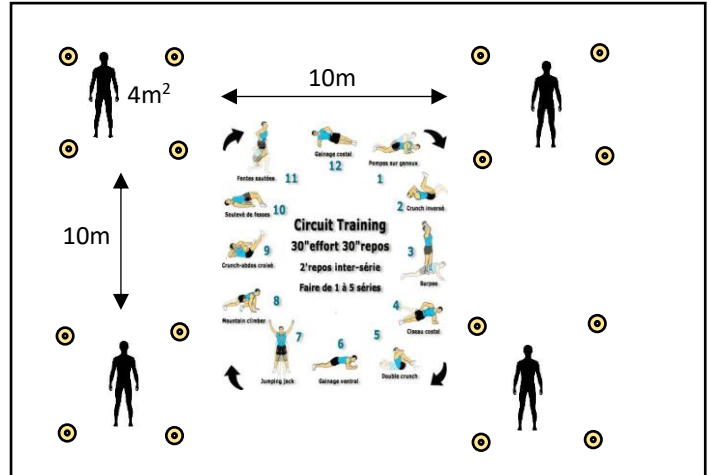 10m
4m²
10m
Gainage costal
12
Pompes sur genoux
1
Crunch inversé
2
3
Burpee
4
Ciseau costal
5
Double crunch
6
Gainage ventral
7
Jumping jack
8
Mountain climber
9
Crunch-abdos croisé
10
Soulevé de fesses
11
Fentes sautées
Circuit Training
30"effort 30"repos
2'repos inter-série
Faire de 1 à 5 séries